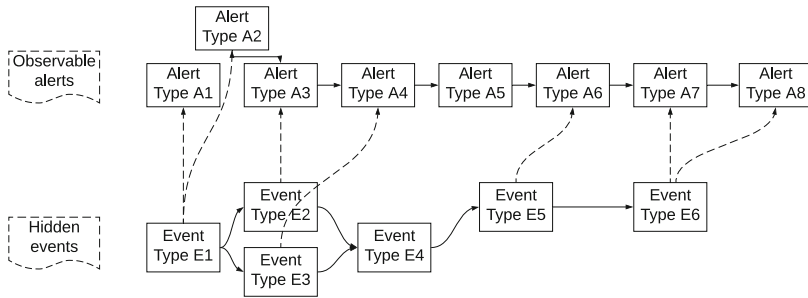 Observable
alerts
Alert
Type A1
Alert
Type A2
Alert
Type A3
Alert
Type A4
Alert
Type A5
Alert
Type A6
Alert
Type A7
Alert
Type A8
Hidden
events
Event
Type E1
Event
Type E2
Event
Type E3
Event
Type E4
Event
Type E5
Event
Type E6